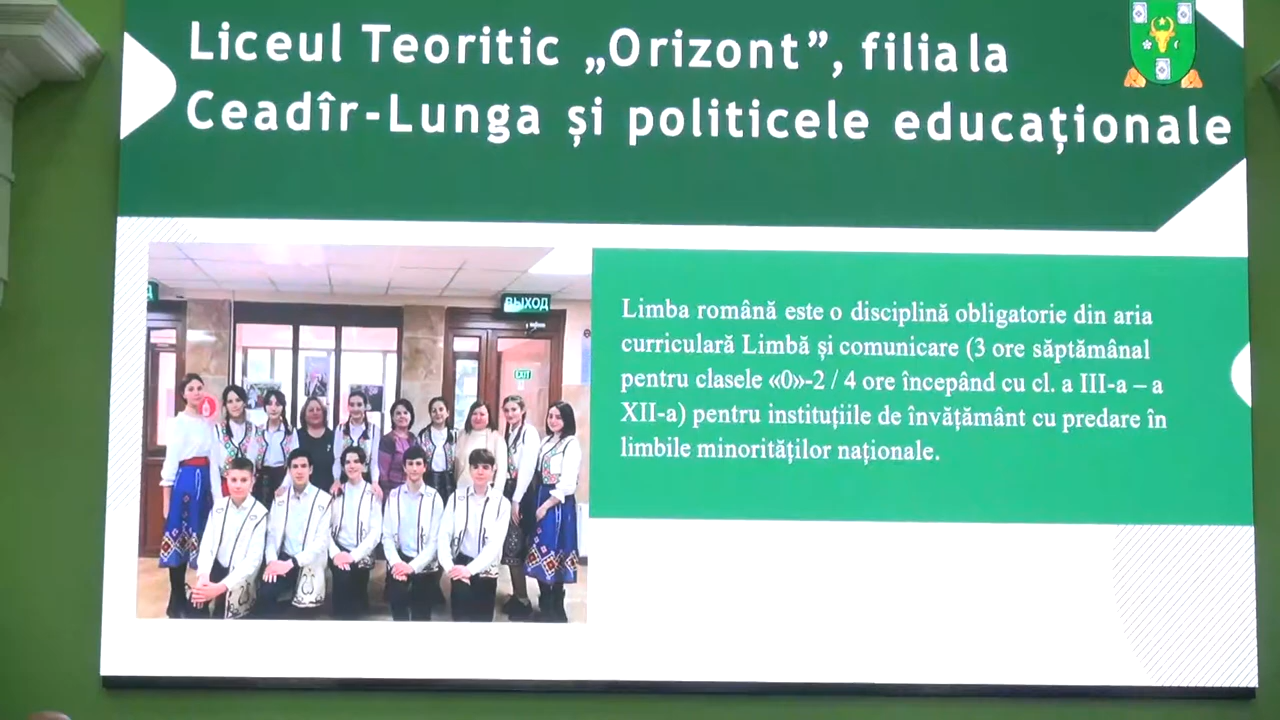 Liceul Teoritic „Orizont”, filiala
Ceadîr-Lunga și politicele educaționale
ВЫХОД
EXIT
Limba română este o disciplină obligatorie din aria
curriculară Limbă și comunicare (3 ore săptămânal
pentru clasele «0»-2 / 4 ore începând cu cl. a III-a – a
XII-a) pentru instituțiile de învățământ cu predare în
limbile minorităților naționale.